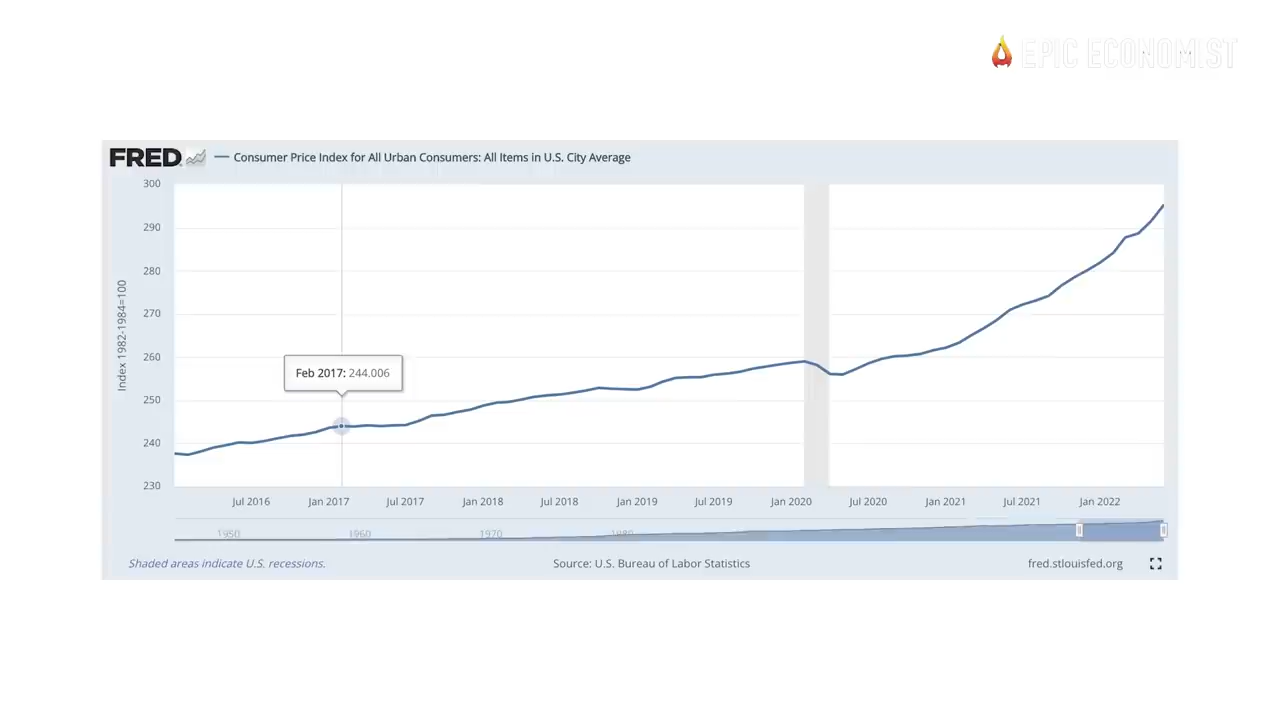 EPIC ECONOMIST
FRED
Consumer Price Index for All Urban Consumers: All Items in U.S. City Average
300
290
280
270
260
250
240
230
Index 1982-1984=100
Feb 2017: 244.006
Jul 2016 Jan 2017 Jul 2017 Jan 2018 Jul 2018 Jan 2019 Jul 2019 Jan 2020 Jul 2020 Jan 2021 Jul 2021 Jan 2022
1950 1960 1970 1980
Shaded areas indicate U.S. recessions. Source: U.S. Bureau of Labor Statistics fred.stlouisfed.org